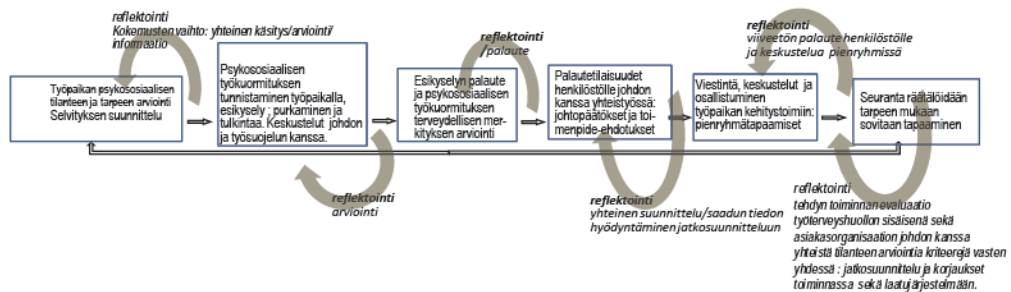 reflektointi
Kokemusten vaihto: yhteinen käsitys/arviointi/
informaatio
reflektointi
/palaute
reflektointi
viiveetön palaute henkilöstölle
ja keskustelua pienryhmissä
Työpaikan psykososiaalisen
tilanteen ja tarpeen arviointi
Selvityksen suunnittelu
Psykososiaalisen
työkuormituksen
tunnistaminen työpaikalla,
esikysely ; purkaminen ja
tulkintaa. Keskustelut johdon
ja työsuojelun kanssa.
Esikyselyn palaute
ja psykososiaalisen
työkuormituksen
terveydellisen mer-
kityksen arviointi
Palautetilaisuudet
henkilöstölle johdon
kanssa yhteistyössä:
johtopäätökset ja toi-
menpide-ehdotukset
Viestintä, keskustelut ja
osallistuminen
työpaikan kehitystoimiin:
pienryhmätapaamiset
Seuranta räätälöidään
tarpeen mukaan
sovitaan tapaaminen
reflektointi
arviointi
reflektointi
yhteinen suunnittelu/saadun tiedon
hyödyntäminen jatkosuunnitteluun
reflektointi
tehdyn toiminnan evaluaatio
työterveyshuollon sisäisenä sekä
asiakasorganisaation johdon kanssa
yhteistä tilanteen arviointia kriteerejä vasten
yhdessä : jatkosuunnittelu ja korjaukset
toiminnassa sekä laatujärjestelmään.